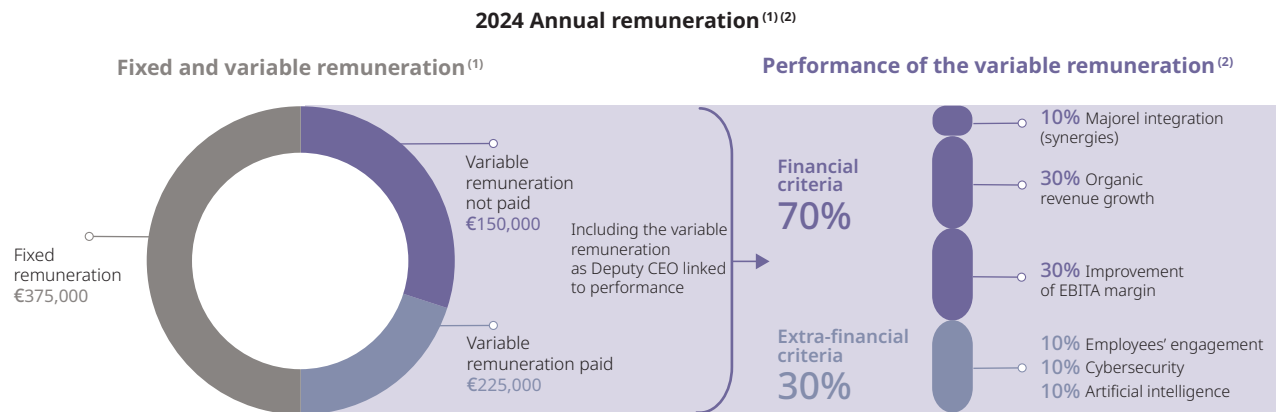 2024 Annual remuneration (1) (2)
Fixed and variable remuneration (1)
Fixed
remuneration
€375,000
Variable
remuneration
not paid
€150,000
Variable
remuneration paid
€225,000
Including the variable
remuneration
as Deputy CEO linked
to performance
Performance of the variable remuneration (2)
Financial
criteria
70%
10% Majorel integration
(synergies)
30% Organic
revenue growth
30% Improvement
of EBITA margin
Extra-financial
criteria
30%
10% Employees’ engagement
10% Cybersecurity
10% Artificial intelligence